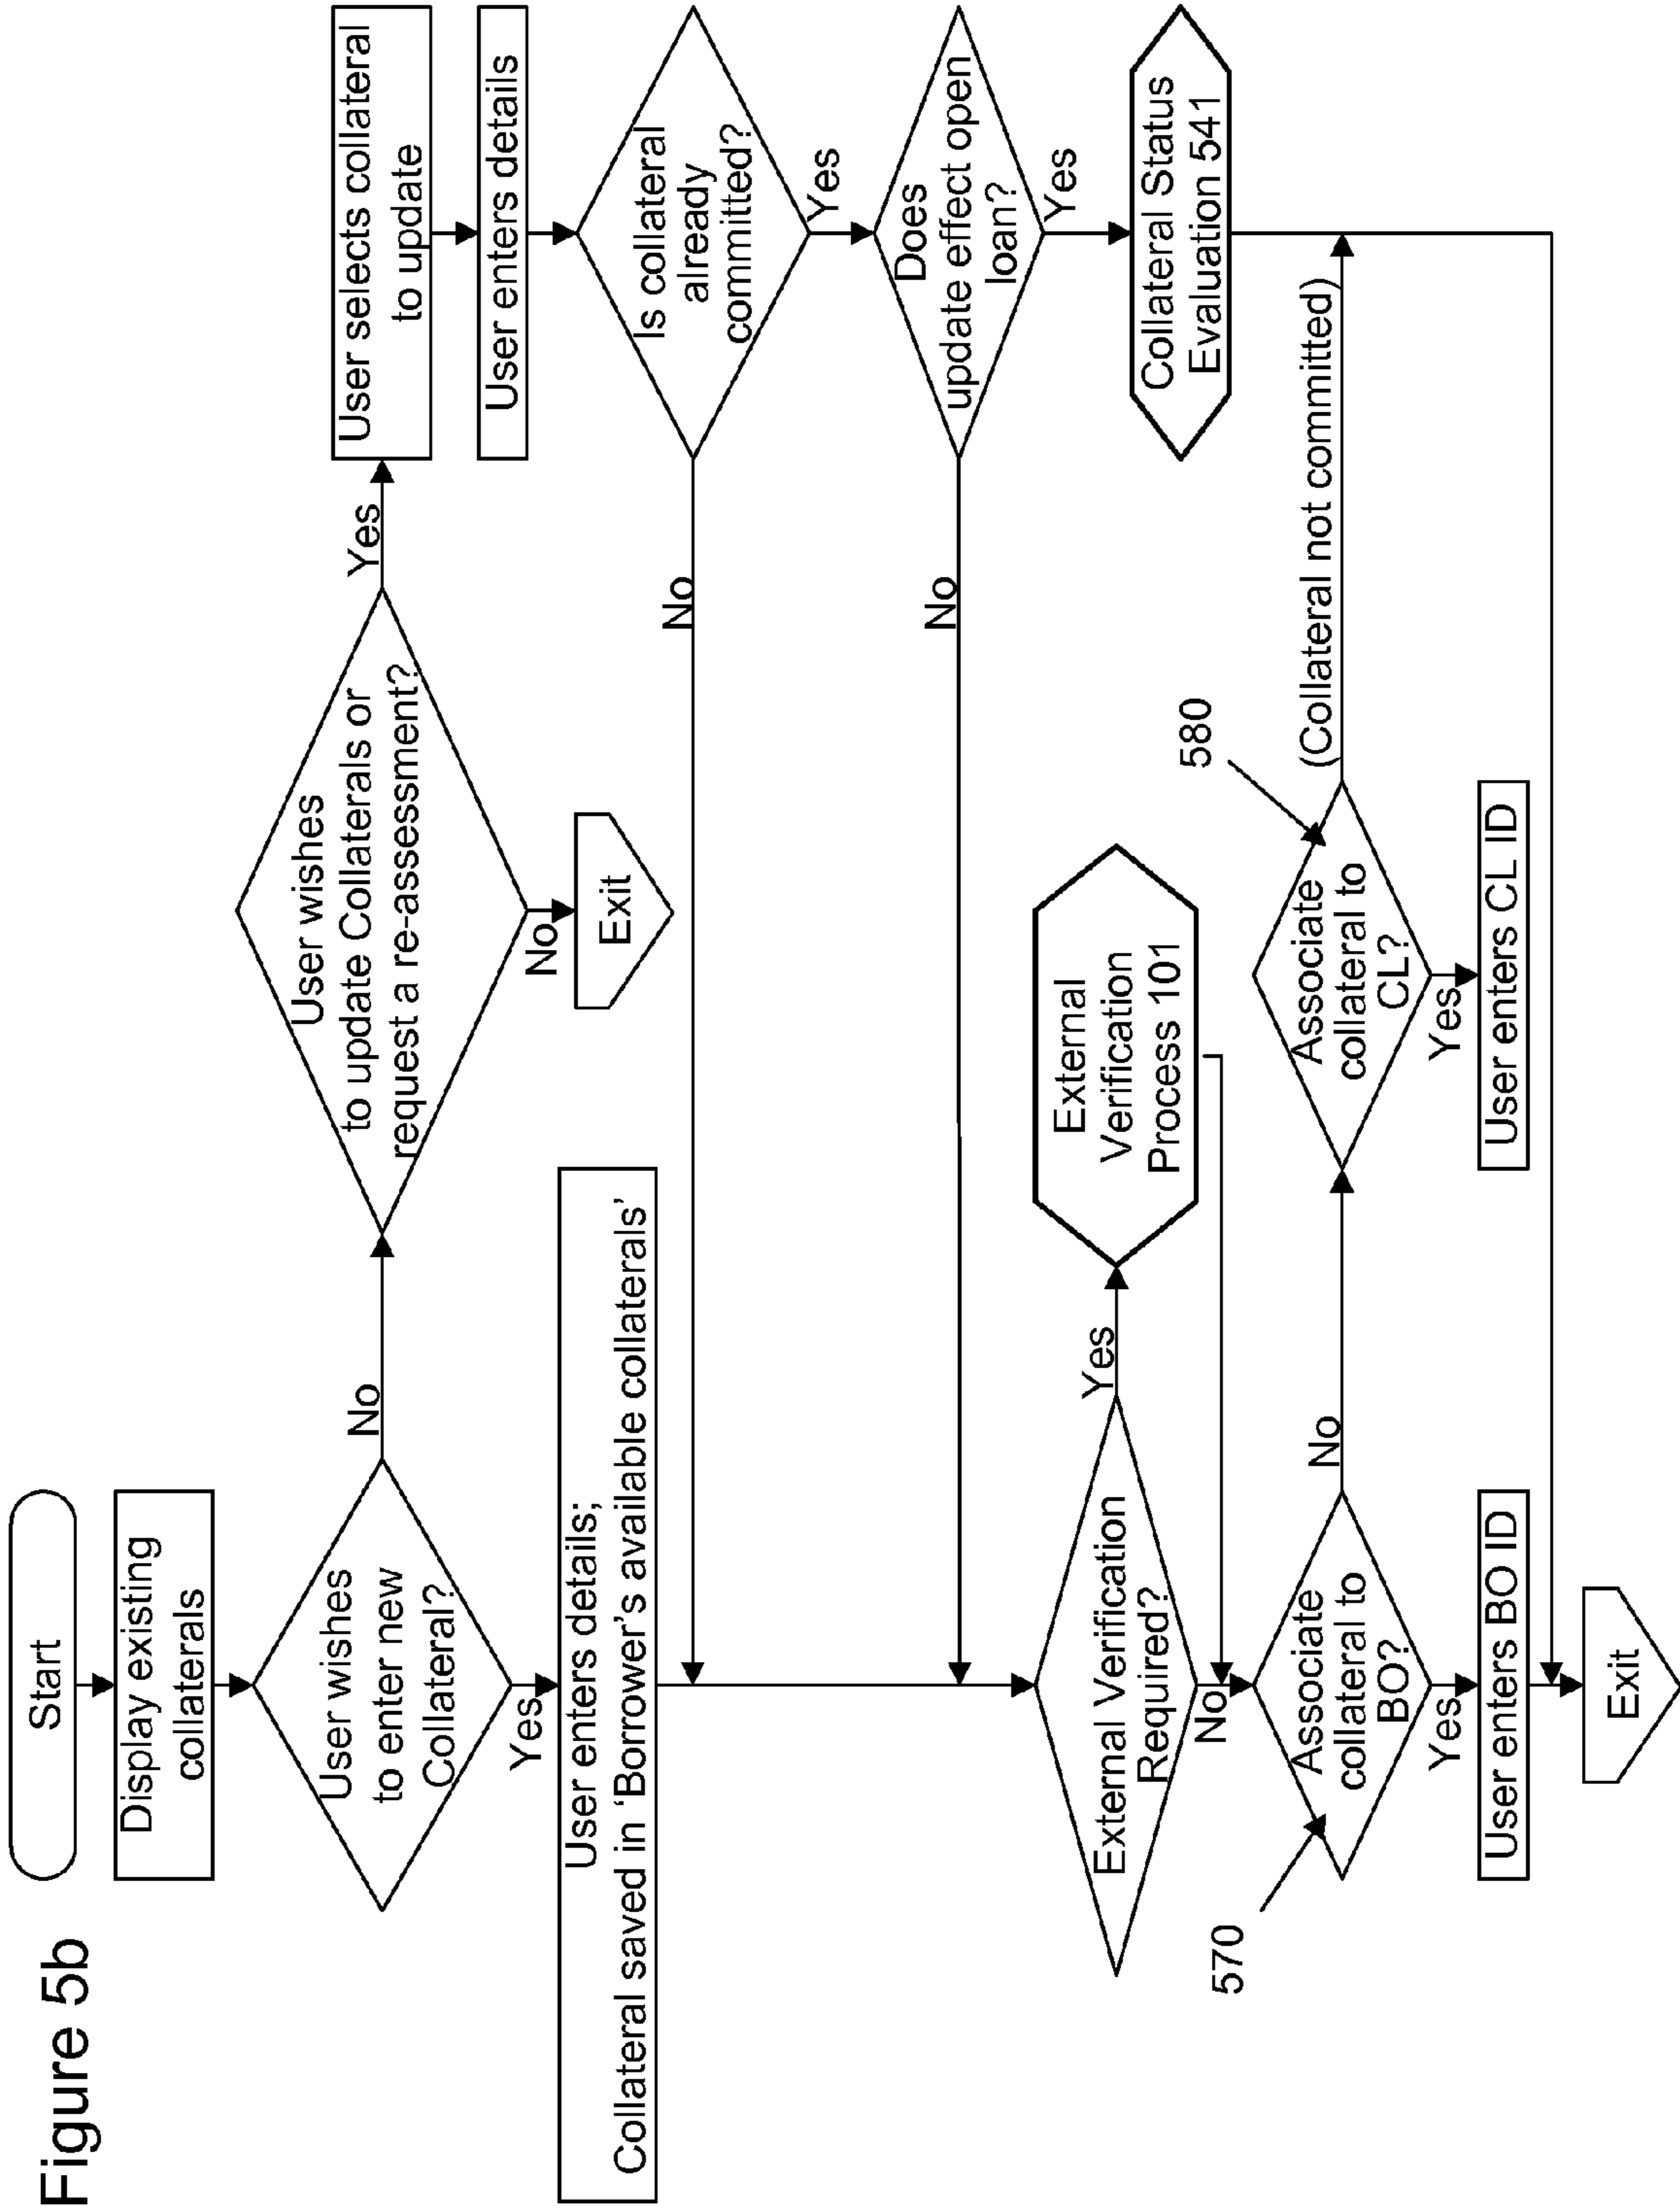 Figure 5b
Start
Display existing
collaterals
User wishes
to enter new
Collateral?
No
Yes
User wishes
to update Collaterals or
request a re-assessment?
Yes
No
Exit
User selects collateral
to update
User enters details
Is collateral
already
committed?
No
Yes
Does
update effect open
loan?
No
Yes
Collateral Status
Evaluation 541
User enters details;
Collateral saved in ‘Borrower’s available collaterals’
External Verification
Required?
Yes
No
External
Verification
Process 101
570
Associate
collateral to
BO?
No
Yes
580
Associate
collateral to
CL?
(Collateral not committed)
Yes
User enters BO ID
User enters CL ID
Exit